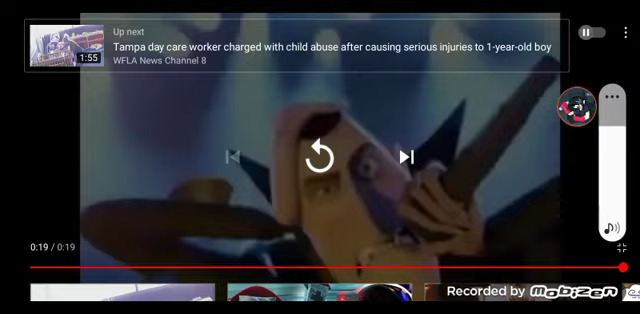 Up next
Tampa day care worker charged with child abuse after causing serious injuries to 1-year-old boy
1:55
WFLA News Channel 8
0:19 / 0:19
Recorded by Mobizen